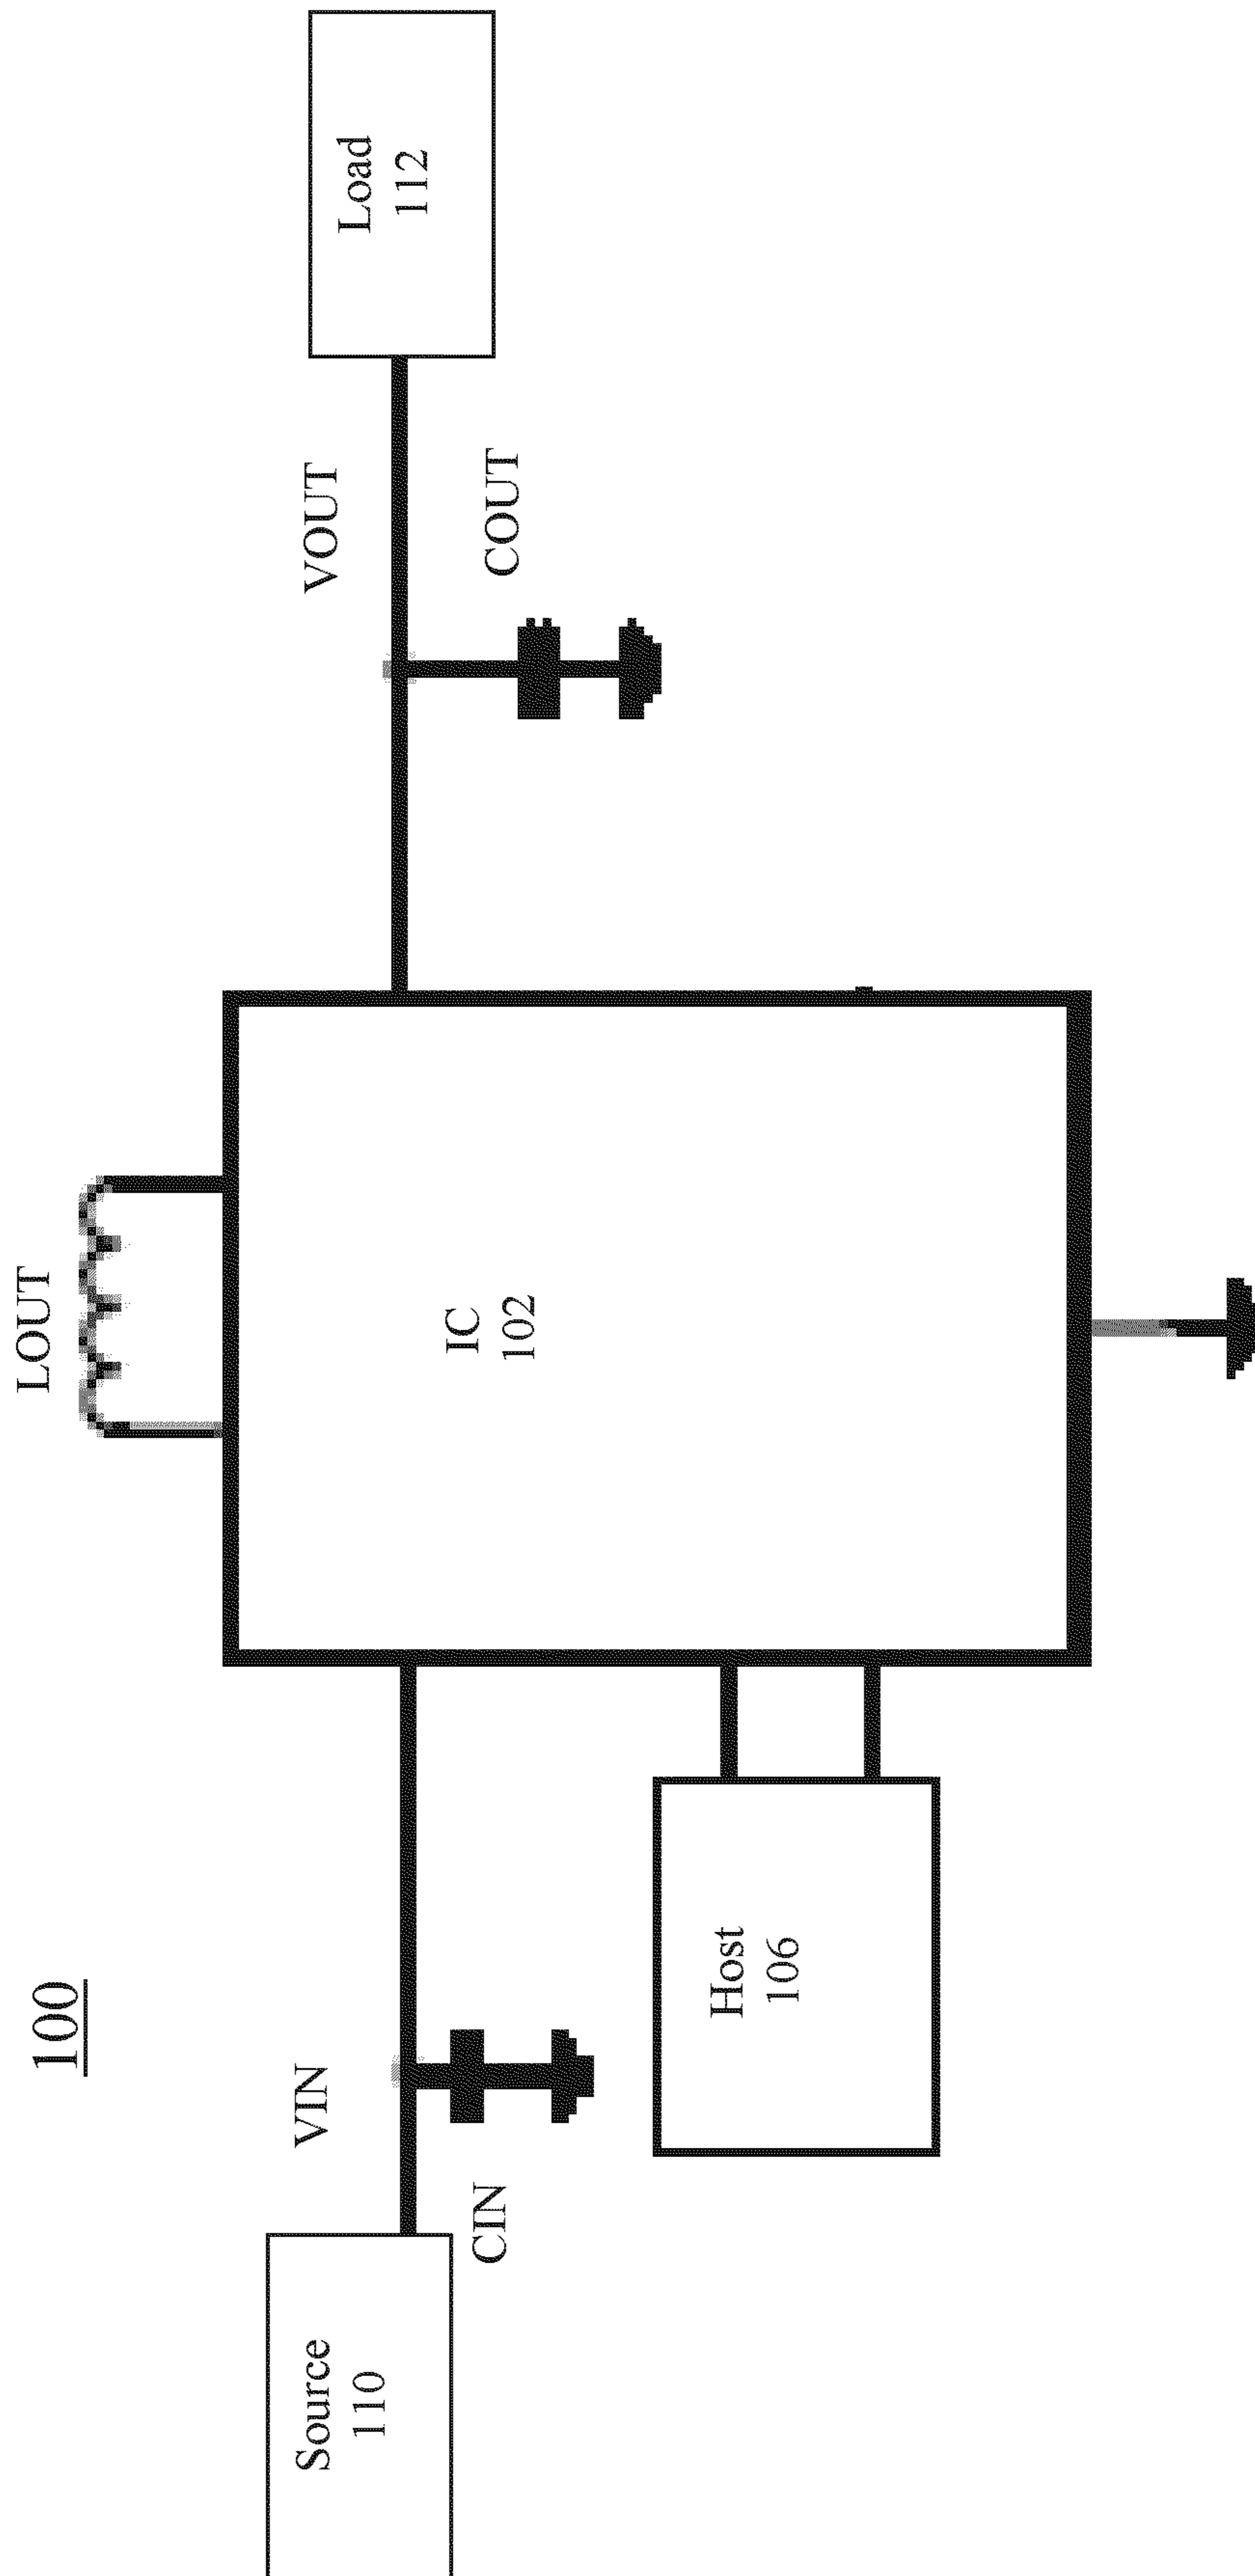 100
LOUT
Source
110
VIN
CIN
Host
106
IC
102
VOUT
COUT
Load
112